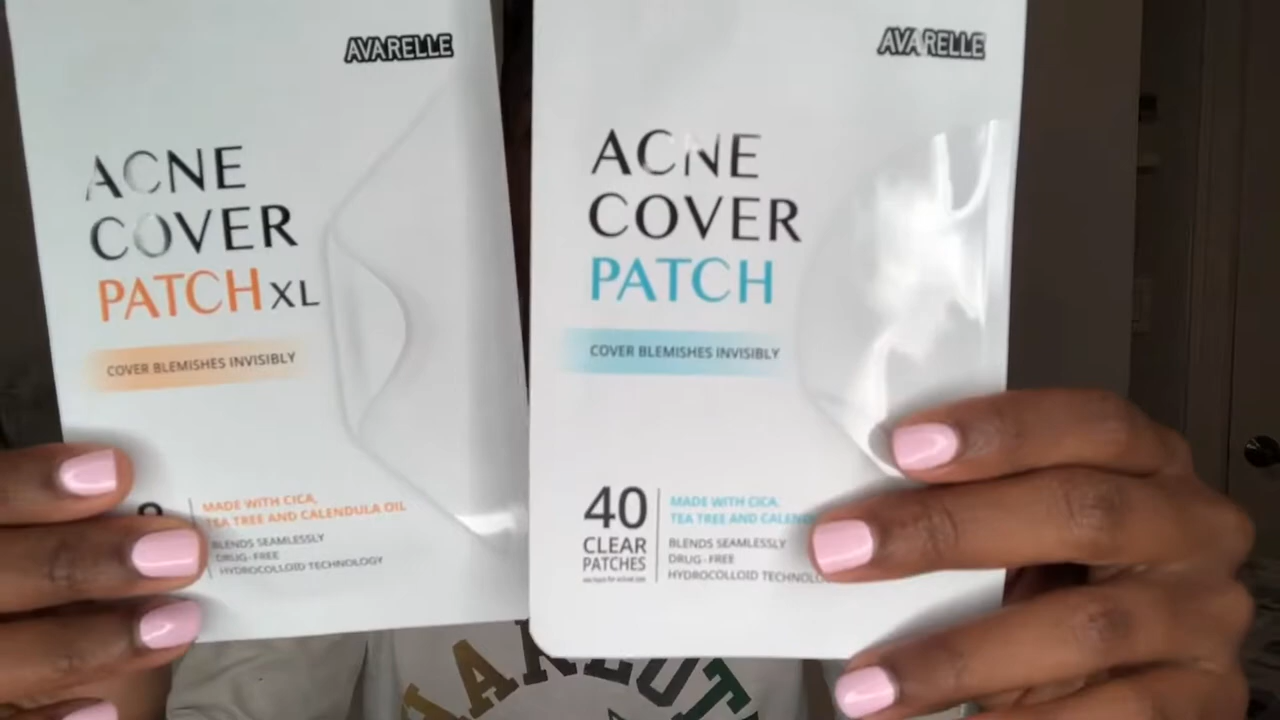 AVARELLE
ACNE
COVER
PATCH XL
COVER BLEMISHES INVISIBLY
MADE WITH CICA,
TEA TREE AND CALENDULA OIL
BLENDS SEAMLESSLY
DRUG-FREE
HYDROCOLLOID TECHNOLOGY
AVARELLE
ACNE
COVER
PATCH
COVER BLEMISHES INVISIBLY
40
CLEAR
PATCHES
MADE WITH CICA,
TEA TREE AND
BLENDS SEAMLESSLY
DRUG-FREE
HYDROCOLLOID